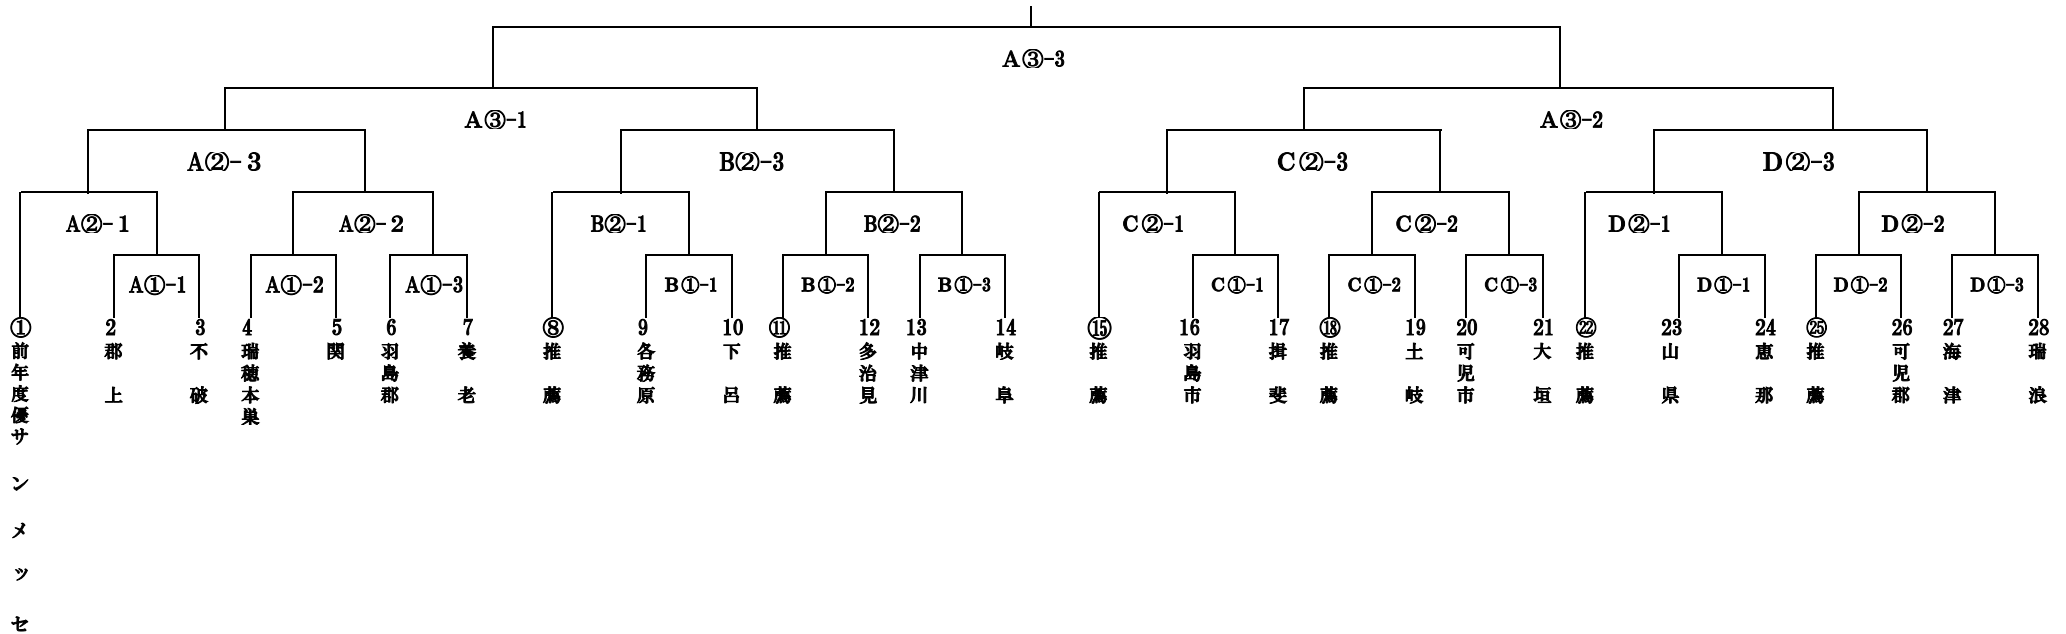 A③-3
A③-1
A③-2
A②-3
B②-3
C②-3
D②-3
A②-1
A②-2
B②-1
B②-2
C②-1
C②-2
D②-1
D②-2
A①-1
A①-2
A①-3
B①-1
B①-2
B①-3
C①-1
C①-2
C①-3
D①-1
D①-2
D①-3
①
前年度優サンメッセ
2
郡上
3
不破
4
瑞穂本巣
5
関
6
羽島郡
7
養老
⑧
推薦
9
各務原
10
下呂
⑪
推薦
12
多治見
13
中津川
14
岐阜
⑮
推薦
16
羽島市
17
揖斐
⑱
推薦
19
土岐
20
可児市
21
大垣
㉒
推薦
23
山県
24
恵那
㉕
推薦
26
可児郡
27
海津
28
瑞浪